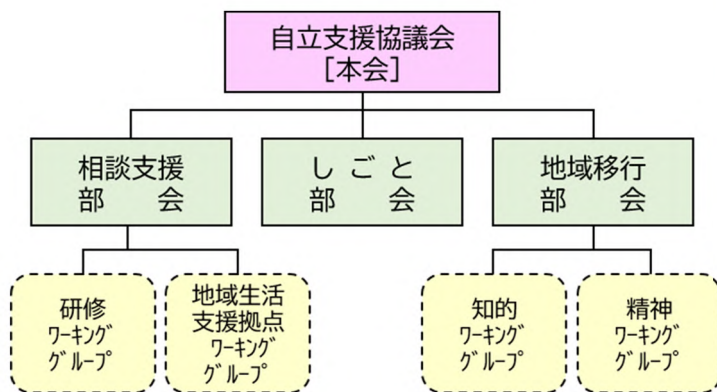 自立支援協議会
［本会］
相談支援
部　　会
しごと
部　　会
地域移行
部　　会
研修
ﾜｰｷﾝｸﾞ
ｸﾞﾙｰﾌﾟ
地域生活
支援拠点
ﾜｰｷﾝｸﾞ
ｸﾞﾙｰﾌﾟ
知的
ﾜｰｷﾝｸﾞ
ｸﾞﾙｰﾌﾟ
精神
ﾜｰｷﾝｸﾞ
ｸﾞﾙｰﾌﾟ